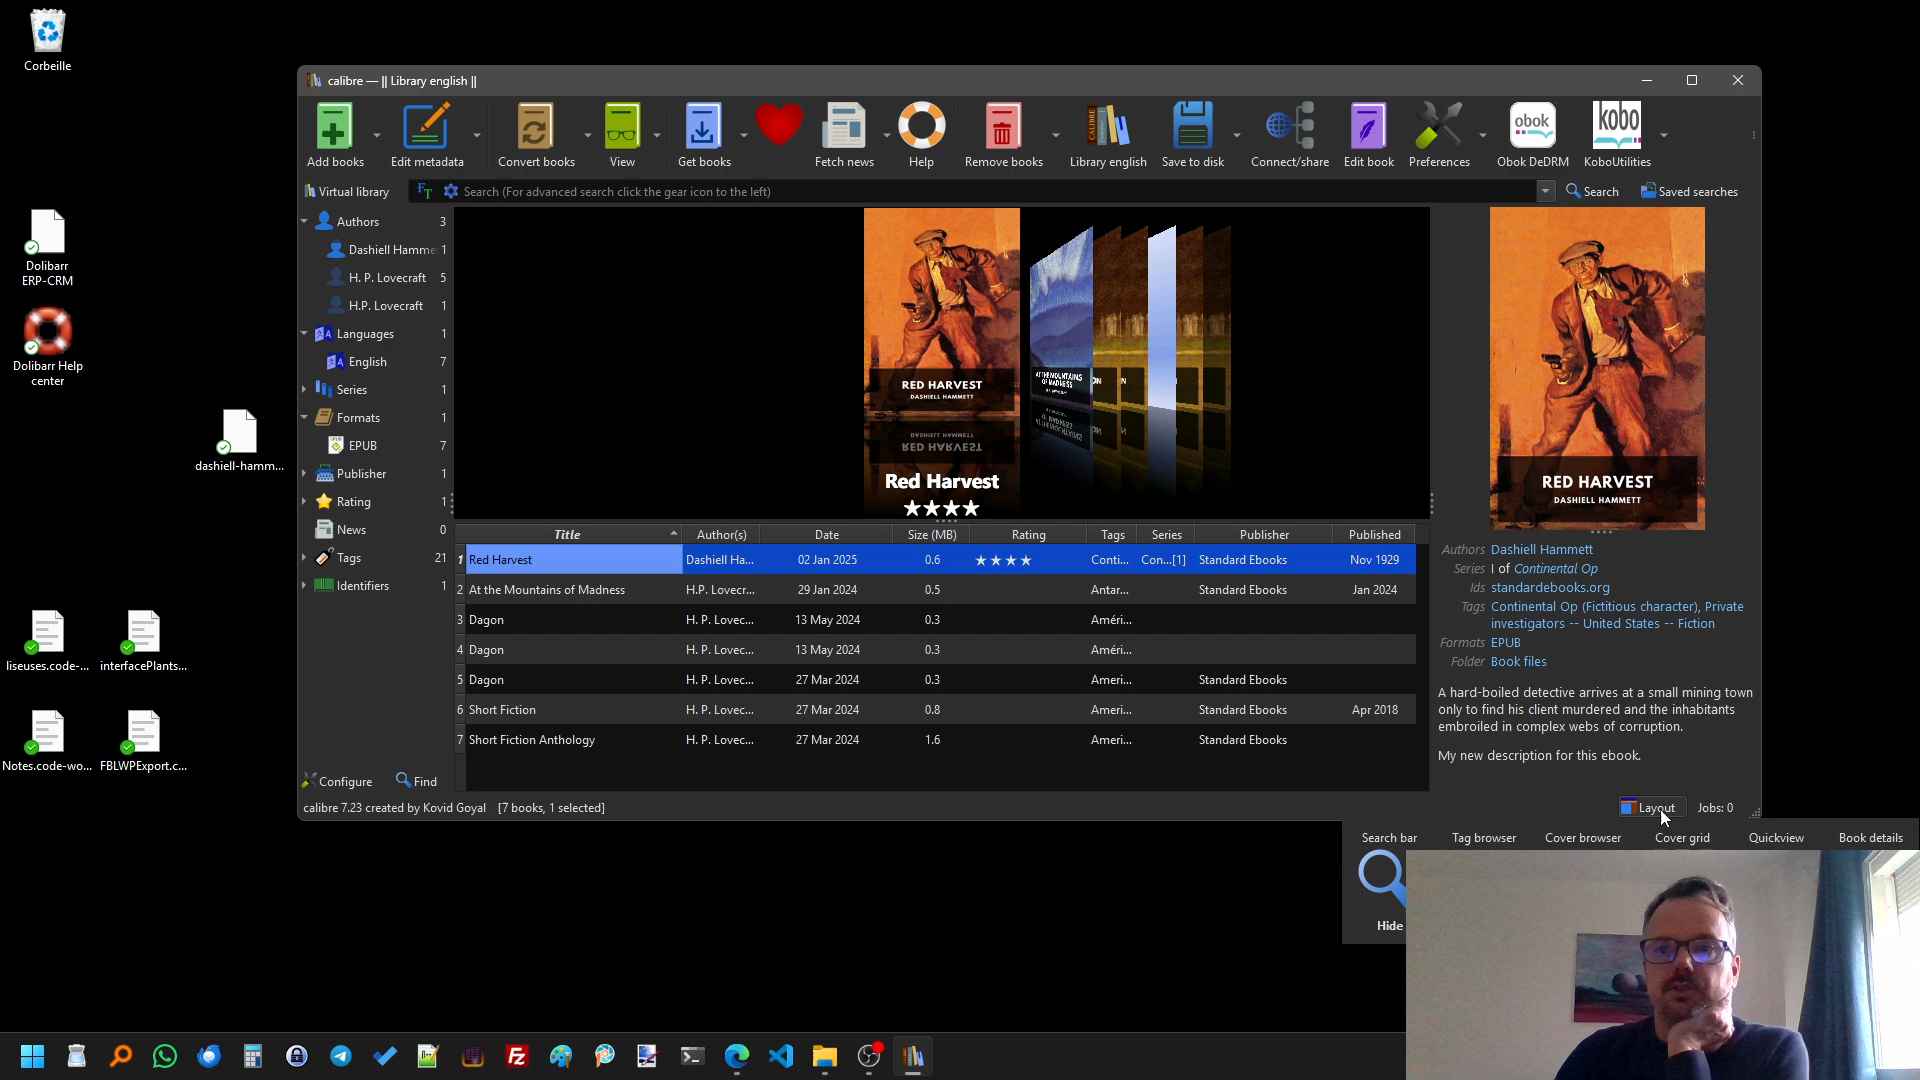 Corbeille
Dolibarr
ERP-CRM
Dolibarr Help
center
dashiell-hamm...
liseuses.code-...
interfacePlants...
Notes.code-wo...
FBLWPExport.c...
calibre — || Library english ||
Add books
Edit metadata
Convert books
View
Get books
Fetch news
Help
Remove books
CALIBRE
Library english
Save to disk
Connect/share
Edit book
Preferences
obok
Obok DeDRM
kobo
KoboUtilities
Virtual library
FT
Search (For advanced search click the gear icon to the left)
Search
Saved searches
Authors 3
Dashiell Hamme 1
H. P. Lovecraft 5
H.P. Lovecraft 1
Languages 1
English 7
Series 1
Formats 1
EPUB 7
Publisher 1
Rating 1
News 0
Tags 21
Identifiers 1
Configure
Find
RED HARVEST
DASHIELL HAMMETT
AT THE MOUNTAINS
OF MADNESS
Red Harvest
★★★★
Title Author(s) Date Size (MB) Rating Tags Series Publisher Published
1 Red Harvest Dashiell Ha... 02 Jan 2025 0.6 ★★★★ Conti... Con...[1] Standard Ebooks Nov 1929
2 At the Mountains of Madness H.P. Lovecr... 29 Jan 2024 0.5 Antar... Standard Ebooks Jan 2024
3 Dagon H. P. Lovec... 13 May 2024 0.3 Améri...
4 Dagon H. P. Lovec... 13 May 2024 0.3 Améri...
5 Dagon H. P. Lovec... 27 Mar 2024 0.3 Ameri... Standard Ebooks
6 Short Fiction H. P. Lovec... 27 Mar 2024 0.8 Ameri... Standard Ebooks Apr 2018
7 Short Fiction Anthology H. P. Lovec... 27 Mar 2024 1.6 Ameri... Standard Ebooks
RED HARVEST
DASHIELL HAMMETT
Authors Dashiell Hammett
Series I of Continental Op
Ids standardebooks.org
Tags Continental Op (Fictitious character), Private
investigators -- United States -- Fiction
Formats EPUB
Folder Book files
A hard-boiled detective arrives at a small mining town
only to find his client murdered and the inhabitants
embroiled in complex webs of corruption.
My new description for this ebook.
calibre 7.23 created by Kovid Goyal [7 books, 1 selected]
Layout
Jobs: 0
Search bar
Tag browser
Cover browser
Cover grid
Quickview
Book details
Hide